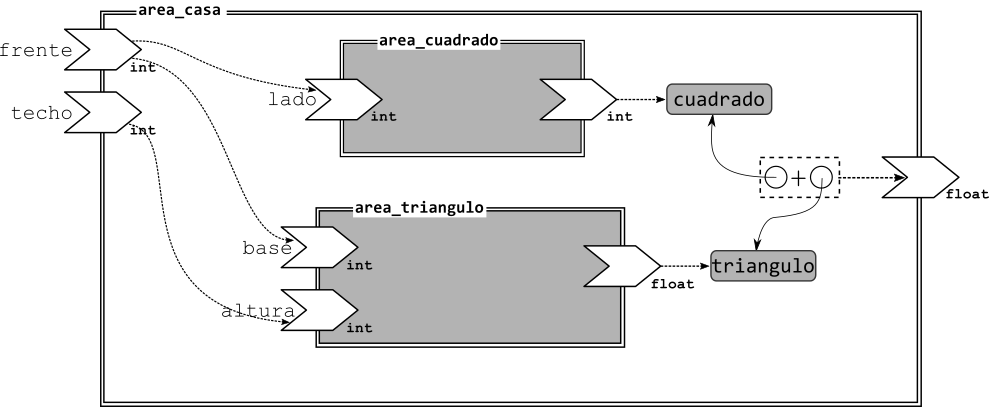 area_casa
frente
int
techo
int
area_cuadrado
lado
int
int
cuadrado
+
float
area_triangulo
base
int
altura
int
float
triangulo